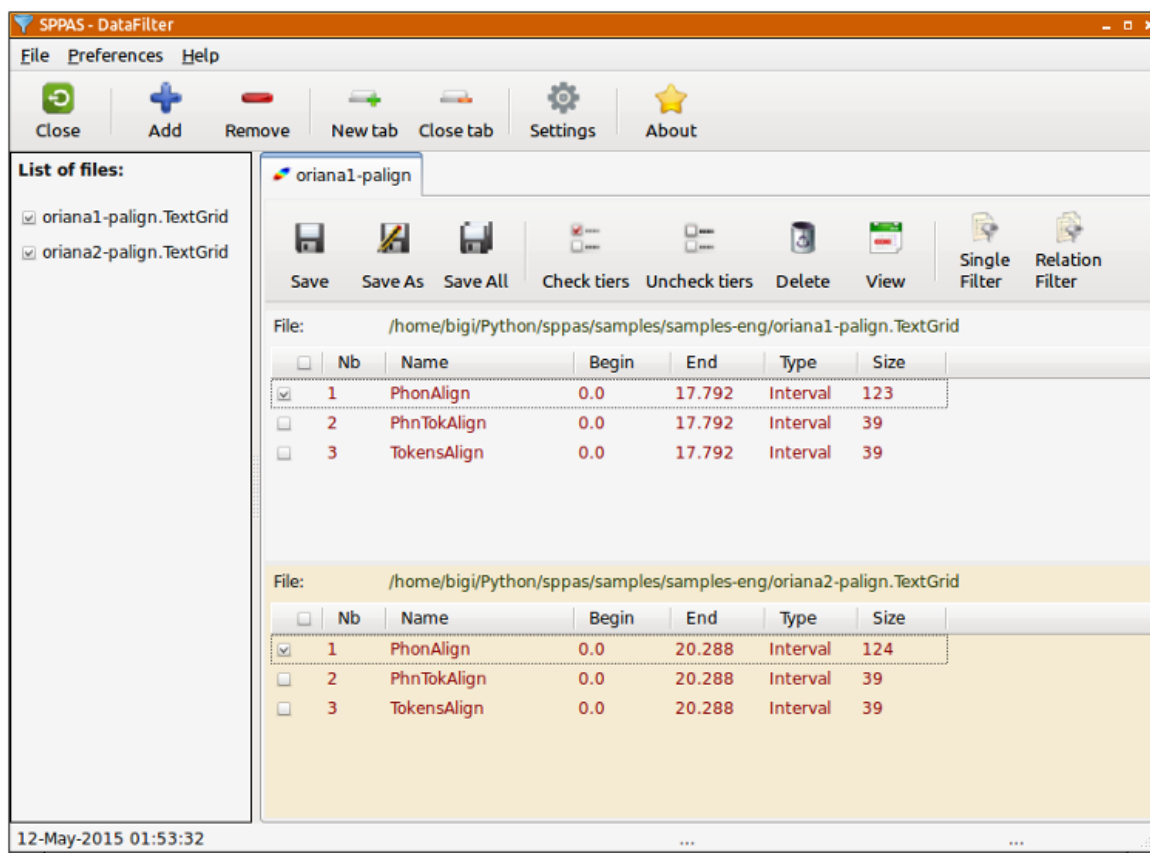 SPPAS - DataFilter
File Preferences Help
Close Add Remove New tab Close tab Settings About
List of files:
oriana1-palign.TextGrid
oriana2-palign.TextGrid
oriana1-palign
Save Save As Save All Check tiers Uncheck tiers Delete View Single Filter Relation Filter
File: /home/bigi/Python/sppas/samples/samples-eng/oriana1-palign.TextGrid
Nb Name Begin End Type Size
1 PhonAlign 0.0 17.792 Interval 123
2 PhnTokAlign 0.0 17.792 Interval 39
3 TokensAlign 0.0 17.792 Interval 39
File: /home/bigi/Python/sppas/samples/samples-eng/oriana2-palign.TextGrid
Nb Name Begin End Type Size
1 PhonAlign 0.0 20.288 Interval 124
2 PhnTokAlign 0.0 20.288 Interval 39
3 TokensAlign 0.0 20.288 Interval 39
12-May-2015 01:53:32 ... ...